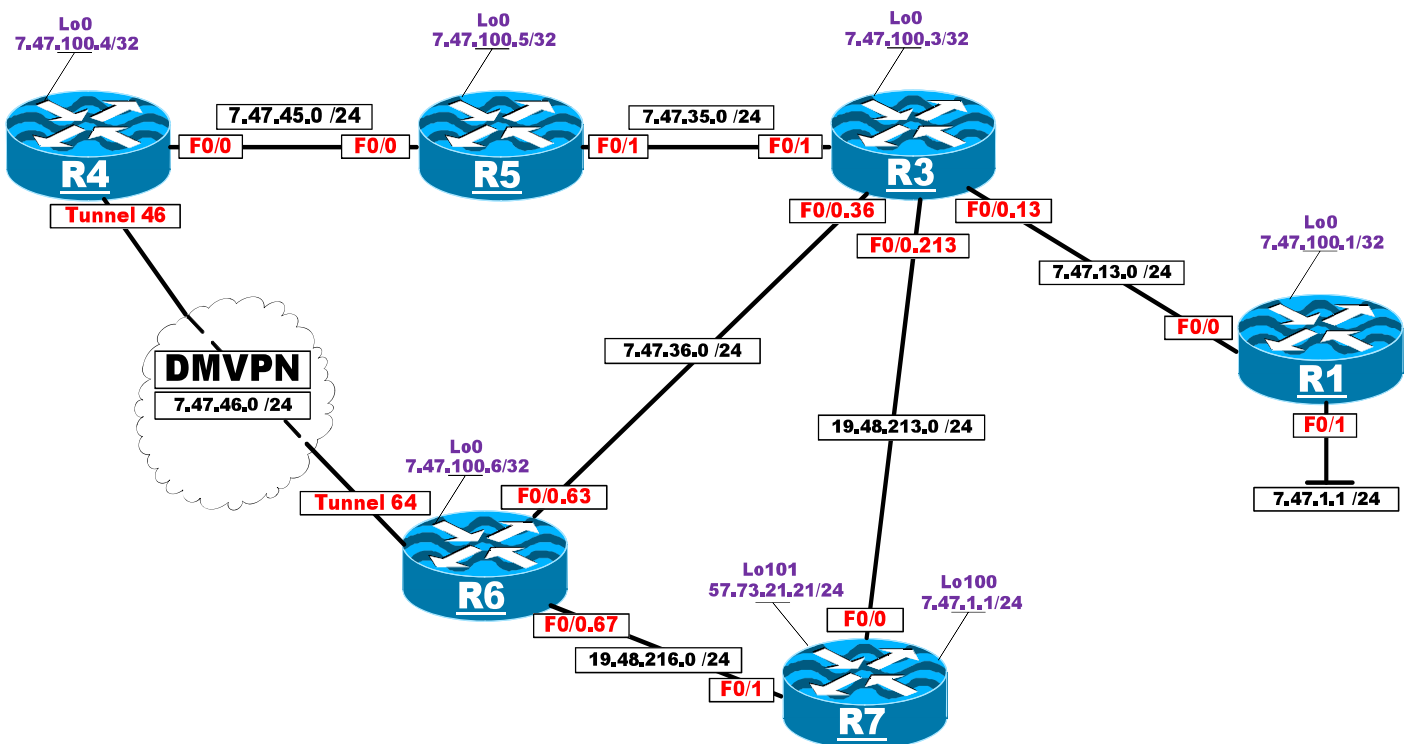 Lo0
7.47.100.4/32
Lo0
7.47.100.5/32
Lo0
7.47.100.3/32
7.47.45.0 /24
7.47.35.0 /24
F0/0
F0/0
F0/1
F0/1
R4
R5
R3
Tunnel 46
F0/0.36
F0/0.13
F0/0.213
Lo0
7.47.100.1/32
7.47.13.0 /24
F0/0
7.47.36.0 /24
DMVPN
7.47.46.0 /24
R1
F0/1
19.48.213.0 /24
Lo0
7.47.100.6/32
Tunnel 64
F0/0.63
7.47.1.1 /24
Lo101
57.73.21.21/24
Lo100
7.47.1.1/24
R6
F0/0.67
F0/0
19.48.216.0 /24
F0/1
R7